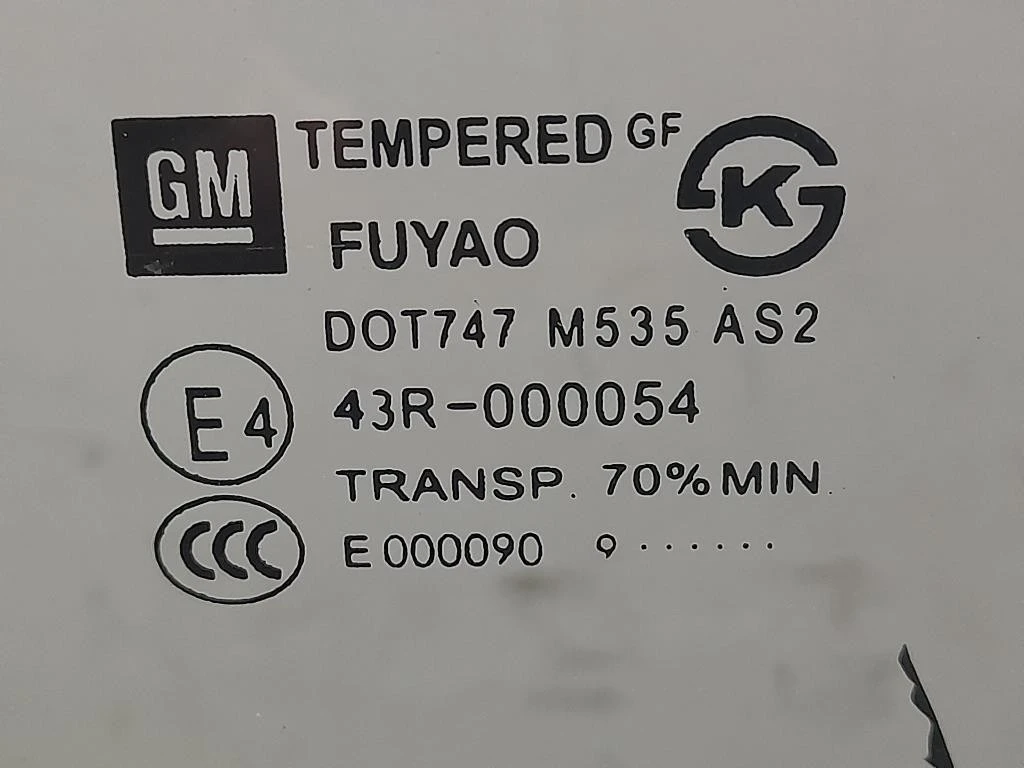 GM TEMPERED GF K
FUYAO
DOT747 M535 AS2
E4 43R-000054
TRANSP. 70% MIN.
CCC E000090 9 ......